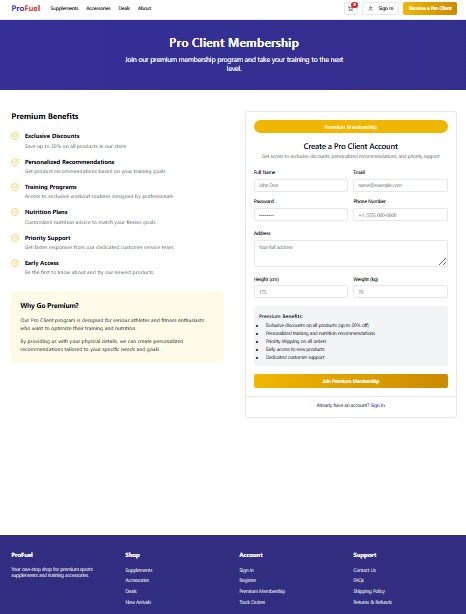 ProFuel
Supplements Accessories Deals About
Sign In
Become a Pro Client
Pro Client Membership
Join our premium membership program and take your training to the next
level.
Premium Benefits
Exclusive Discounts
Save up to 20% on all products in our store.
Personalized Recommendations
Get product recommendations based on your training goals.
Training Programs
Access to exclusive workout routines designed by professionals.
Nutrition Plans
Customized nutrition advice to match your fitness goals.
Priority Support
Get faster responses from our dedicated customer service team.
Early Access
Be the first to know about and try our newest products.
Why Go Premium?
Our Pro Client program is designed for serious athletes and fitness enthusiasts
who want to optimize their training and nutrition.
By providing us with your physical details, we can create personalized
recommendations tailored to your specific needs and goals.
Premium Membership
Create a Pro Client Account
Get access to exclusive discounts, personalized recommendations, and priority support
Full Name Email
John Doe name@example.com
Password Phone Number
•••••••• +1 (555) 000-0000
Address
Your full address
Height (cm) Weight (kg)
175 70
Premium Benefits:
Exclusive discounts on all products (up to 20% off)
Personalized training and nutrition recommendations
Priority shipping on all orders
Early access to new products
Dedicated customer support
Join Premium Membership
Already have an account? Sign in
ProFuel
Your one-stop shop for premium sports
supplements and training accessories.
Shop
Supplements
Accessories
Deals
New Arrivals
Account
Sign In
Register
Premium Membership
Track Orders
Support
Contact Us
FAQs
Shipping Policy
Returns & Refunds